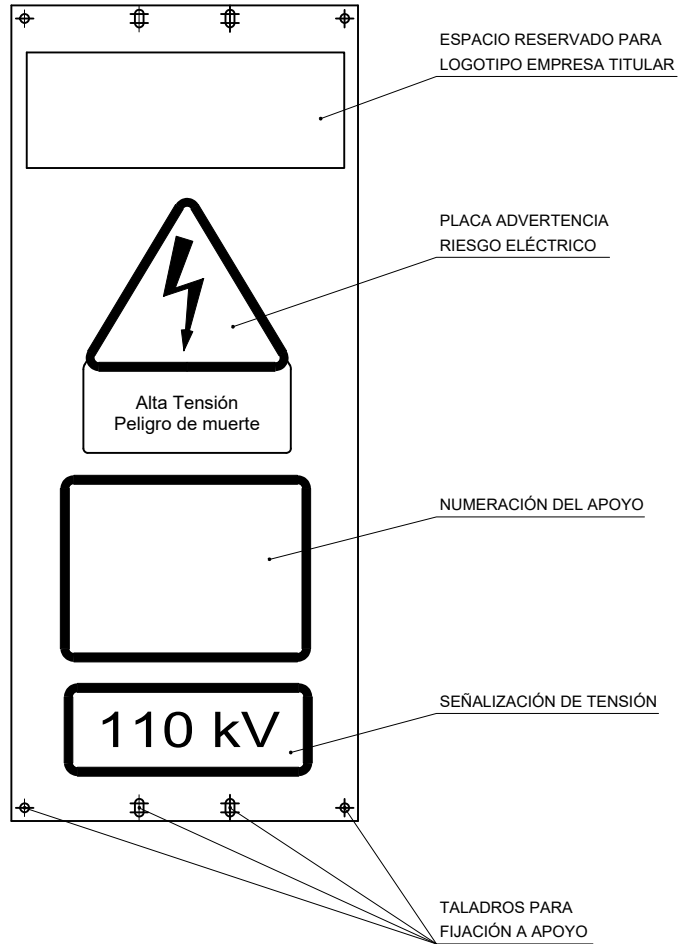 ESPACIO RESERVADO PARA
LOGOTIPO EMPRESA TITULAR
PLACA ADVERTENCIA
RIESGO ELÉCTRICO
Alta Tensión
Peligro de muerte
NUMERACIÓN DEL APOYO
SEÑALIZACIÓN DE TENSIÓN
110 kV
TALADROS PARA
FIJACIÓN A APOYO